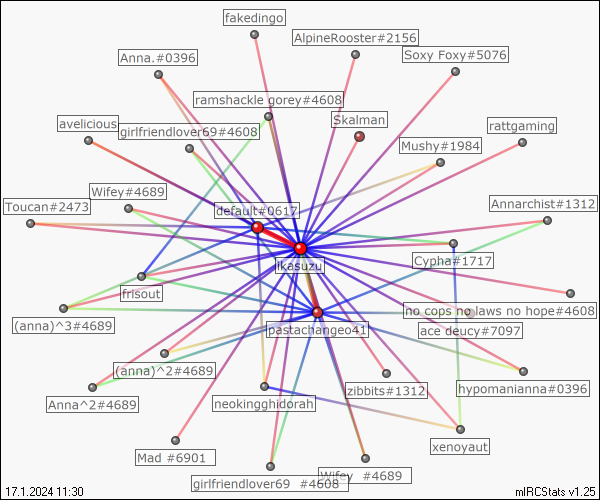 fakedingo
AlpineRooster#2156
Anna.#0396
Soxy Foxy#5076
ramshackle gorey#4608
avelicious
Skalman
rattgaming
girlfriendlover69#4608
Mushy#1984
Wifey#4689
Toucan#2473
default#0617
Annarchist#1312
Cypha#1717
ikasuzu
frisout
no cops no laws no hope#4608
(anna)^3#4689
pastachangeo41
ace deucy#7097
(anna)^2#4689
zibbits#1312
hypomanianna#0396
Anna^2#4689
neokingghidorah
xenoyaut
Mad #6901
Wifey  #4689
girlfriendlover69  #4608
17.1.2024 11:30
mIRCStats v1.25